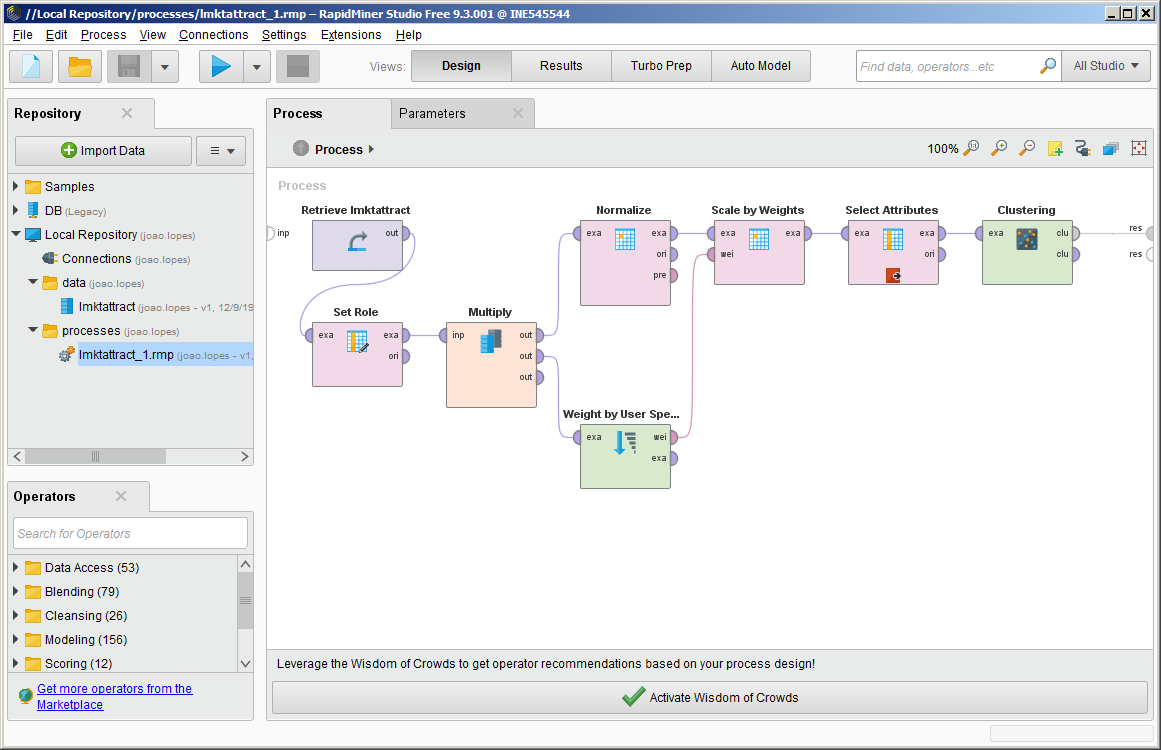 //Local Repository/processes/lmktattract_1.rmp – RapidMiner Studio Free 9.3.001 @ INE545544
File Edit Process View Connections Settings Extensions Help
Views: Design Results Turbo Prep Auto Model Find data, operators...etc All Studio
Repository
Import Data
Samples
DB (Legacy)
Local Repository (joao.lopes)
Connections (joao.lopes)
data (joao.lopes)
lmktattract (joao.lopes - v1, 12/9/19
processes (joao.lopes)
lmktattract_1.rmp (joao.lopes - v1,
Operators
Search for Operators
Data Access (53)
Blending (79)
Cleansing (26)
Modeling (156)
Scoring (12)
Get more operators from the
Marketplace
Process Parameters
Process 100%
Process
Retrieve lmktattract
inp out
Set Role
exa exa
ori
Multiply
inp out
out
out
Normalize
exa exa
ori
pre
Weight by User Spe...
exa wei
exa
Scale by Weights
exa exa
wei
Select Attributes
exa exa
ori
Clustering
exa clu
clu
res
res
Leverage the Wisdom of Crowds to get operator recommendations based on your process design!
Activate Wisdom of Crowds